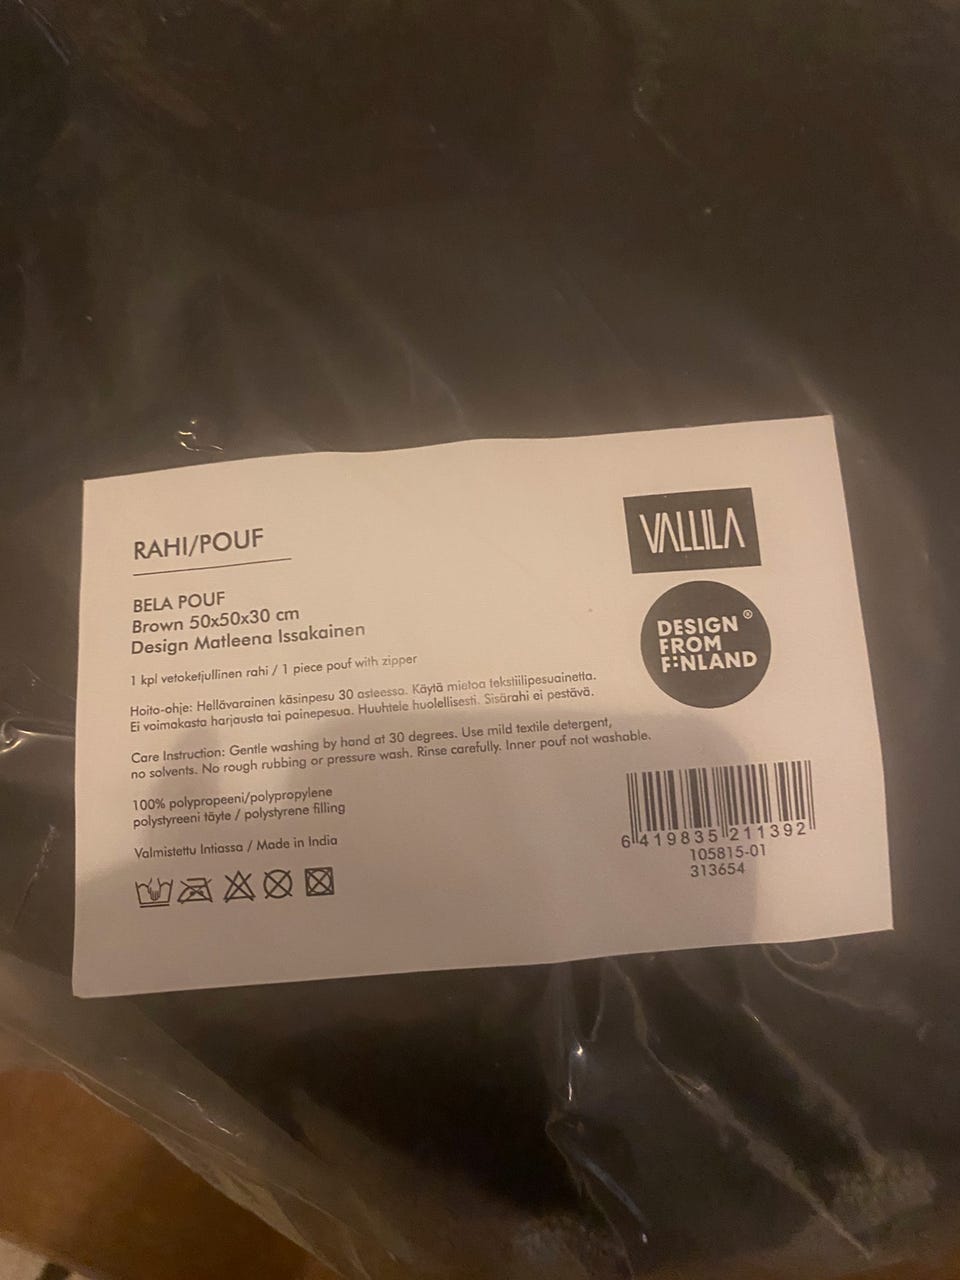 RAHI/POUF
BELA POUF
Brown 50x50x30 cm
Design Matleena Issakainen
1 kpl vetoketjullinen rahi / 1 piece pouf with zipper
Hoito-ohje: Hellävarainen käsinpesu 30 asteessa. Käytä mietoa tekstiilipesuainetta.
Ei voimakasta harjausta tai painepesua. Huuhtele huolellisesti. Sisärahi ei pestävä.
Care Instruction: Gentle washing by hand at 30 degrees. Use mild textile detergent,
no solvents. No rough rubbing or pressure wash. Rinse carefully. Inner pouf not washable.
100% polypropeeni/polypropylene
polystyreeni täyte / polystyrene filling
Valmistettu Intiassa / Made in India
VALLILA
DESIGN ®
FROM
FINLAND
6 419835 211392
105815-01
313654